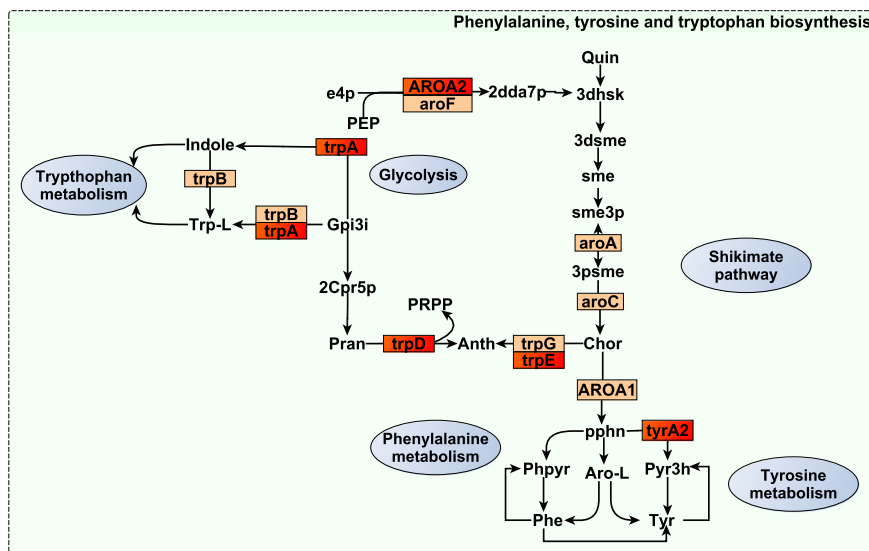 Phenylalanine, tyrosine and tryptophan biosynthesis
Quin
e4p
AROA2
aroF
2dda7p
3dhsk
PEP
Indole
trpA
3dsme
Trypthophan
metabolism
trpB
Glycolysis
sme
trpB
trpA
Trp-L
Gpi3i
sme3p
aroA
Shikimate
pathway
3psme
2Cpr5p
PRPP
aroC
Pran
trpD
Anth
trpG
trpE
Chor
AROA1
Phenylalanine
metabolism
pphn
tyrA2
Phpyr
Aro-L
Pyr3h
Tyrosine
metabolism
Phe
Tyr